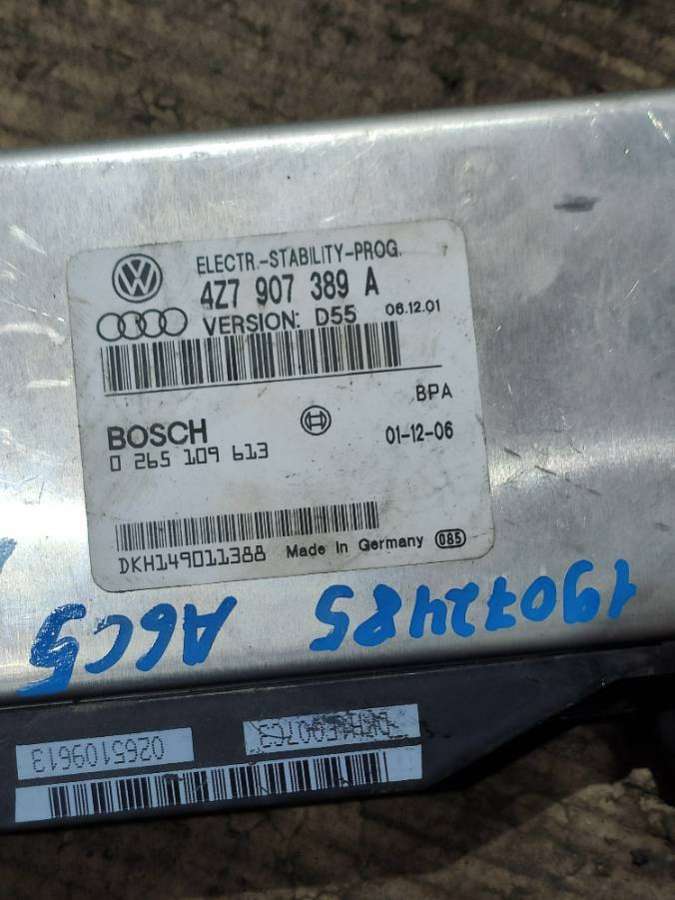 ELECTR.-STABILITY-PROG.
4Z7 907 389 A
VERSION: D55 06.12.01
BPA
BOSCH
01-12-06
0 265 109 613
DKH149011388 Made in Germany 085
19072485 A6C5
0265109613